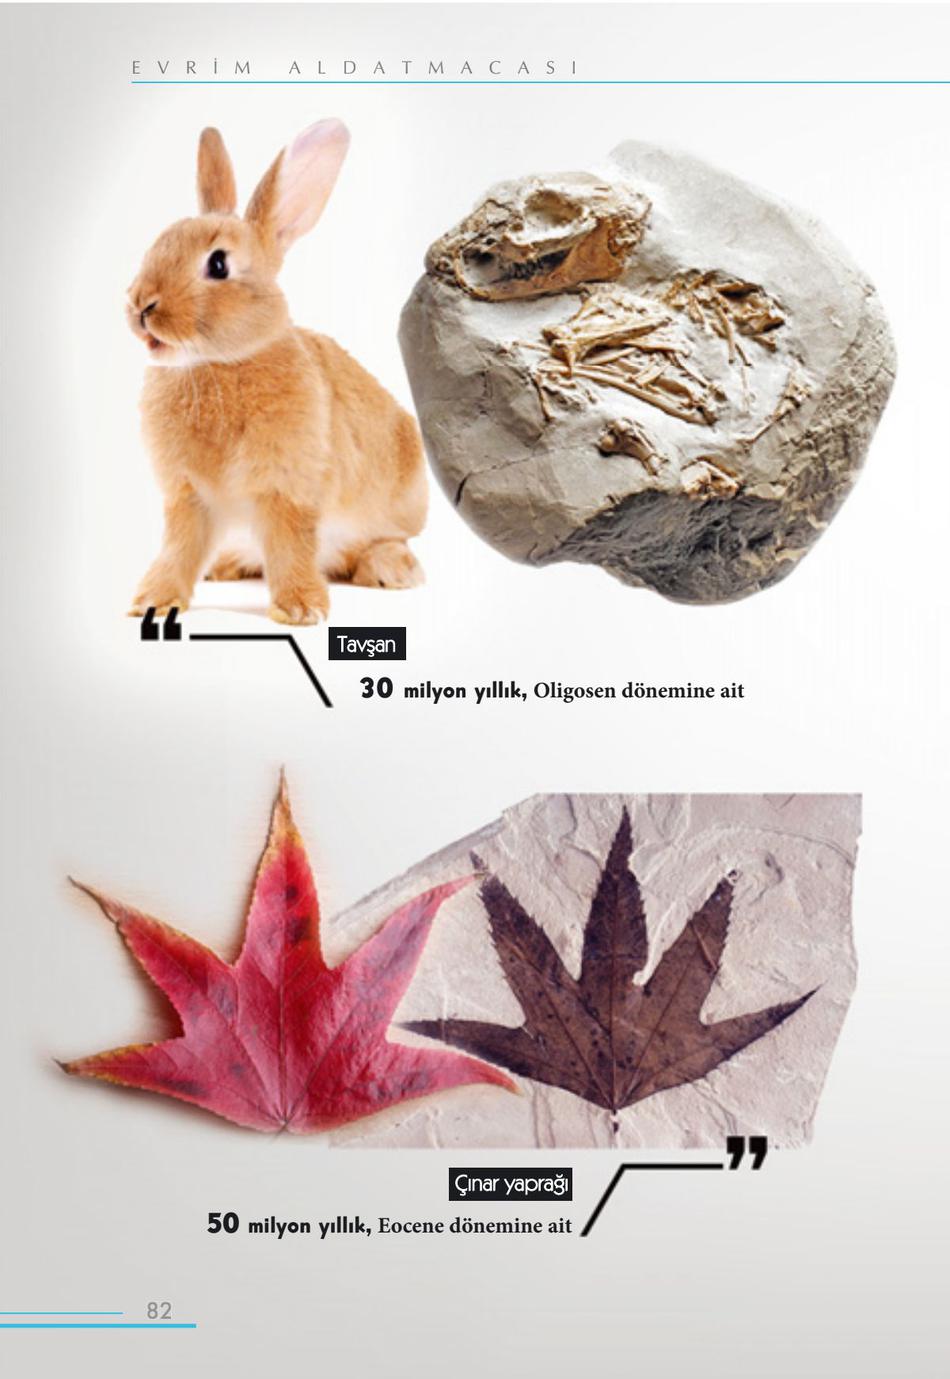 EVRİM ALDATMACASI
Tavşan
30 milyon yıllık, Oligosen dönemine ait
Çınar yaprağı
50 milyon yıllık, Eocene dönemine ait
82